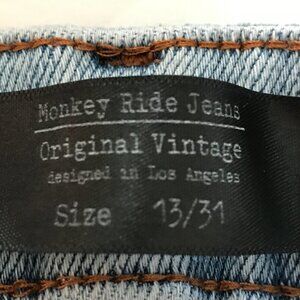 Monkey Ride Jeans
Original Vintage
designed in Los Angeles
Size 13/31